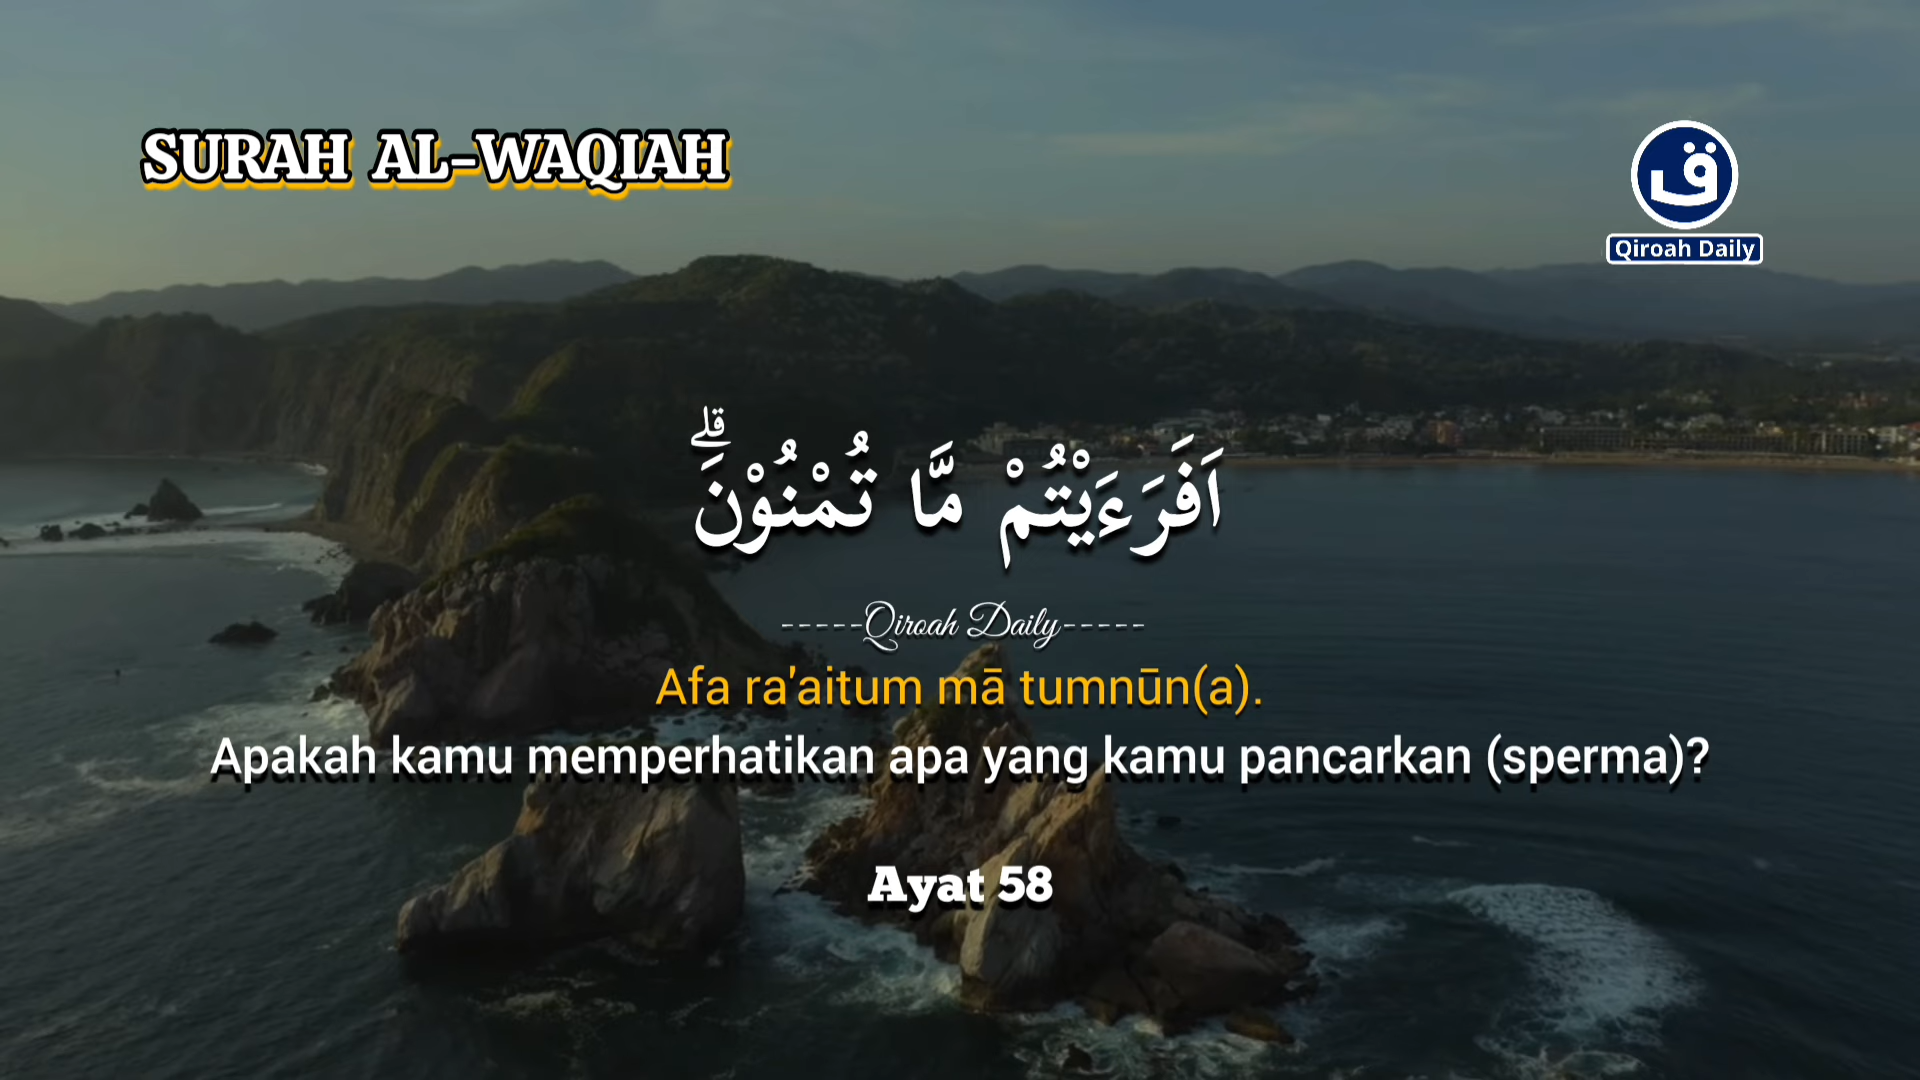 SURAH AL-WAQIAH
ق
Qiroah Daily
اَفَرَءَيْتُمْ مَّا تُمْنُوْنَۗ
-----Qiroah Daily-----
Afa ra'aitum mā tumnūn(a).
Apakah kamu memperhatikan apa yang kamu pancarkan (sperma)?
Ayat 58